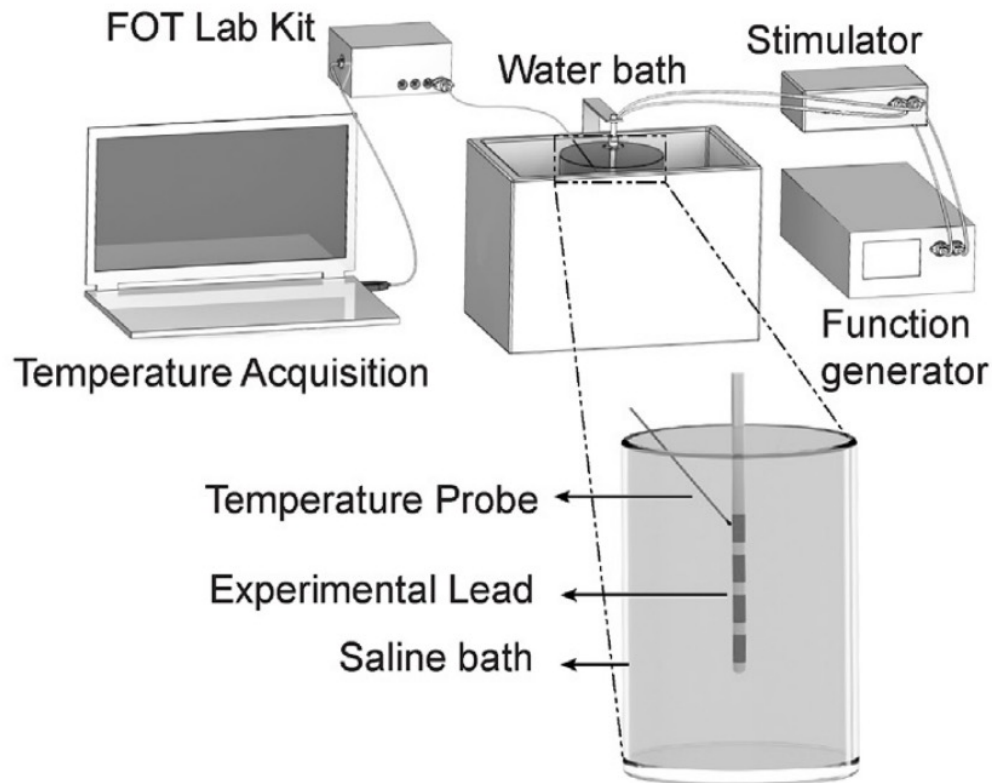 FOT Lab Kit
Water bath
Stimulator
Temperature Acquisition
Function
generator
Temperature Probe
Experimental Lead
Saline bath